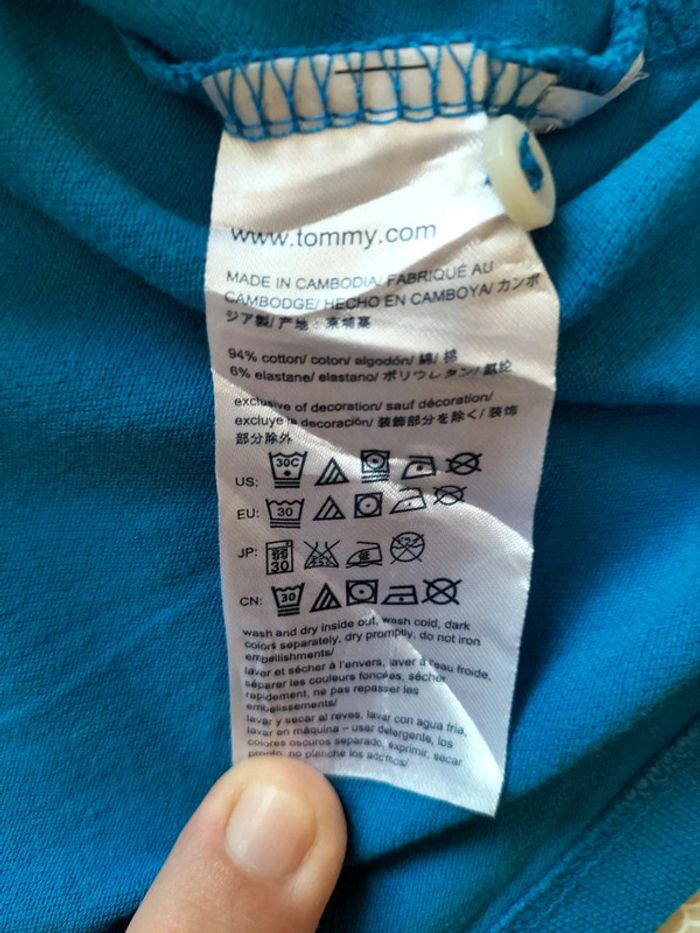 www.tommy.com
MADE IN CAMBODIA/ FABRIQUÉ AU
CAMBODGE/ HECHO EN CAMBOYA/ カンボ
ジア製/ 产地 : 柬埔寨
94% cotton/ coton/ algodón/ 綿/ 棉
6% elastane/ elastano/ ポリウレタン/ 氨纶
exclusive of decoration/ sauf décoration/
excluye la decoración/ 装飾部分を除く/ 装饰
部分除外
US: 30C
EU: 30
JP: 弱 30
CN: 30
wash and dry inside out, wash cold, dark
colors separately, dry promptly, do not iron
embellishments/
laver et sécher à l'envers, laver à l'eau froide,
séparer les couleurs foncées, sécher
rapidement, ne pas repasser les
embelissements/
lavar y secar al reves, lavar con agua fria,
lavar en máquina – usar detergente, los
colores oscuros separado, exprimir, secar
pronto, no planche los adornos/